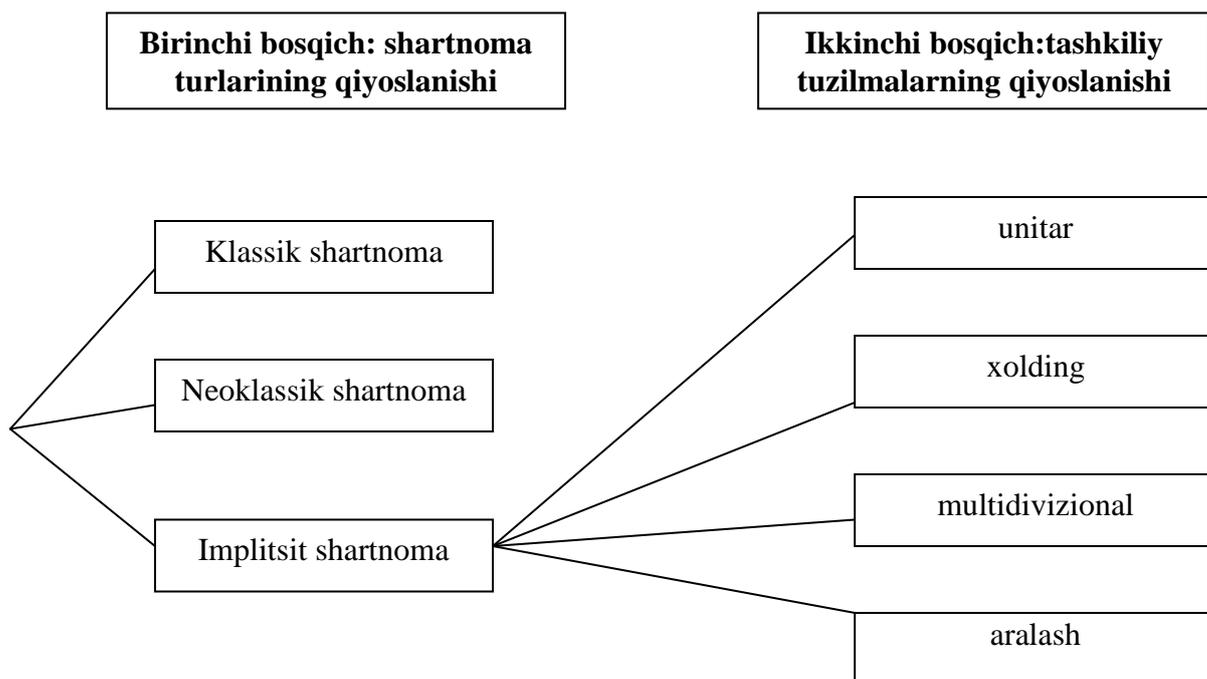 Birinchi bosqich: shartnoma
turlarining qiyoslanishi
Ikkinchi bosqich:tashkiliy
tuzilmalarning qiyoslanishi
Klassik shartnoma
Neoklassik shartnoma
Implitsit shartnoma
unitar
xolding
multidivizional
aralash